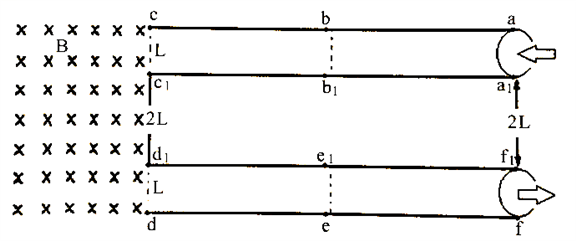 c b a
B
L
c₁ b₁ a₁
2L 2L
d₁ e₁ f₁
L
d e f